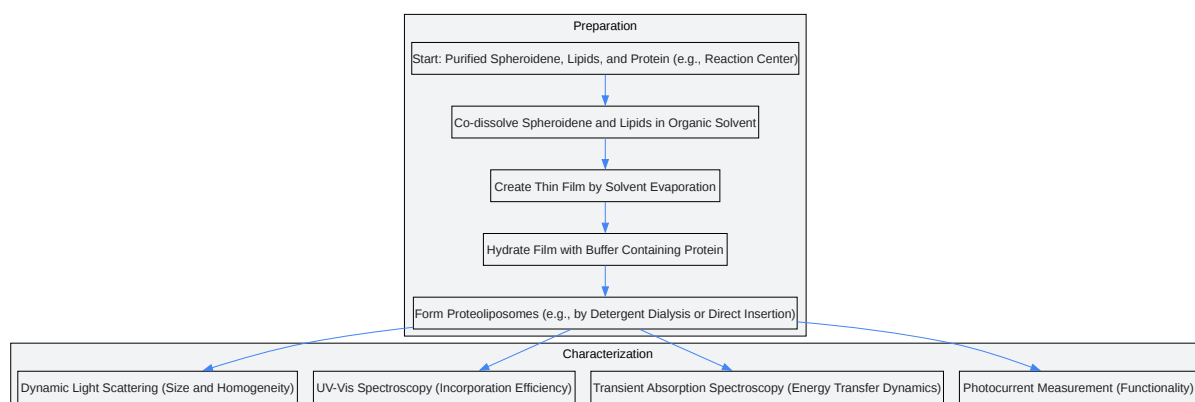 Preparation
Start: Purified Spheroidene, Lipids, and Protein (e.g., Reaction Center)
Co-dissolve Spheroidene and Lipids in Organic Solvent
Create Thin Film by Solvent Evaporation
Hydrate Film with Buffer Containing Protein
Form Proteoliposomes (e.g., by Detergent Dialysis or Direct Insertion)
Characterization
Dynamic Light Scattering (Size and Homogeneity)
UV-Vis Spectroscopy (Incorporation Efficiency)
Transient Absorption Spectroscopy (Energy Transfer Dynamics)
Photocurrent Measurement (Functionality)